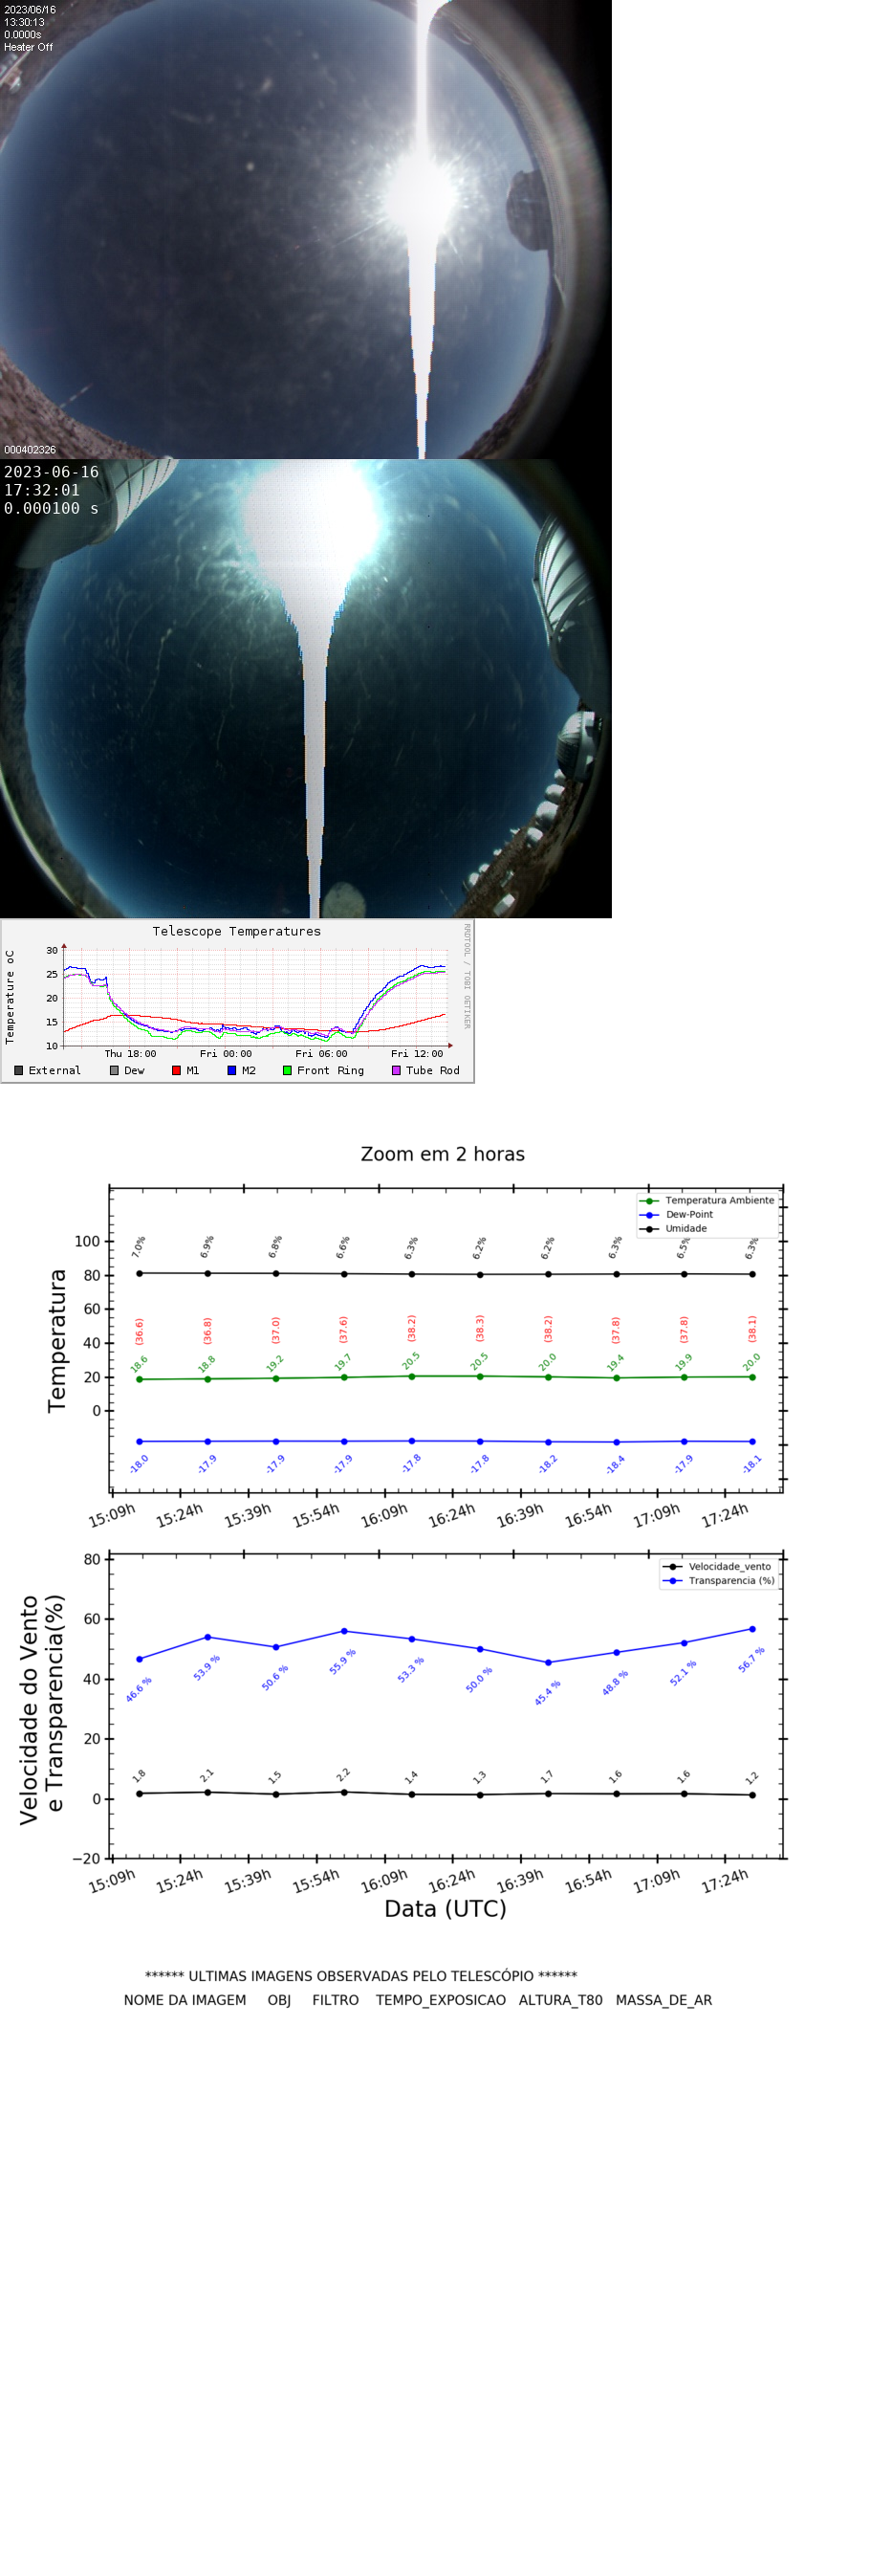 2023/06/16
13:30:13
0.0000s
Heater Off
000402326
2023-06-16
17:32:01
0.000100 s
Telescope Temperatures
RRDTOOL / TOBI OETIKER
Temperature oC
30
25
20
15
10
Thu 18:00 Fri 00:00 Fri 06:00 Fri 12:00
External Dew M1 M2 Front Ring Tube Rod
Zoom em 2 horas
Temperatura Ambiente
Dew-Point
Umidade
Temperatura
100
80
60
40
20
0
7.0% 6.9% 6.8% 6.6% 6.3% 6.2% 6.2% 6.3% 6.5% 6.3%
(36.6) (36.8) (37.0) (37.6) (38.2) (38.3) (38.2) (37.8) (37.8) (38.1)
18.6 18.8 19.2 19.7 20.5 20.5 20.0 19.4 19.9 20.0
-18.0 -17.9 -17.9 -17.9 -17.8 -17.8 -18.2 -18.4 -17.9 -18.1
15:09h 15:24h 15:39h 15:54h 16:09h 16:24h 16:39h 16:54h 17:09h 17:24h
Velocidade_vento
Transparencia (%)
Velocidade do Vento
e Transparencia(%)
80
60
40
20
0
−20
46.6 % 53.9 % 50.6 % 55.9 % 53.3 % 50.0 % 45.4 % 48.8 % 52.1 % 56.7 %
1.8 2.1 1.5 2.2 1.4 1.3 1.7 1.6 1.6 1.2
15:09h 15:24h 15:39h 15:54h 16:09h 16:24h 16:39h 16:54h 17:09h 17:24h
Data (UTC)
****** ULTIMAS IMAGENS OBSERVADAS PELO TELESCÓPIO ******
NOME DA IMAGEM OBJ FILTRO TEMPO_EXPOSICAO ALTURA_T80 MASSA_DE_AR